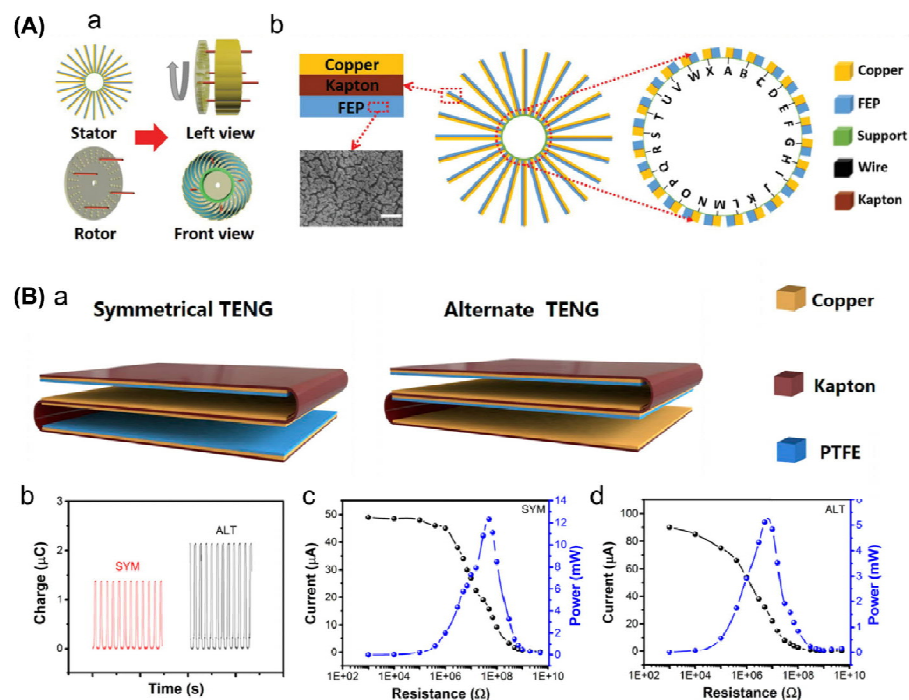 (A)
a
Stator
Left view
Rotor
Front view
b
Copper
Kapton
FEP
A B C D E F G H I J K L M N O P Q R S T U V W X
Copper
FEP
Support
Wire
Kapton
(B) a
Symmetrical TENG
Alternate TENG
Copper
Kapton
PTFE
b
Charge (μC)
3
2
1
0
SYM
ALT
Time (s)
c
Current (μA)
50
40
30
20
10
0
SYM
14
12
10
8
6
4
2
0
Power (mW)
1E+02 1E+04 1E+06 1E+08 1E+10
Resistance (Ω)
d
Current (μA)
100
80
60
40
20
0
ALT
5
4
3
2
1
0
Power (mW)
1E+02 1E+04 1E+06 1E+08 1E+10
Resistance (Ω)